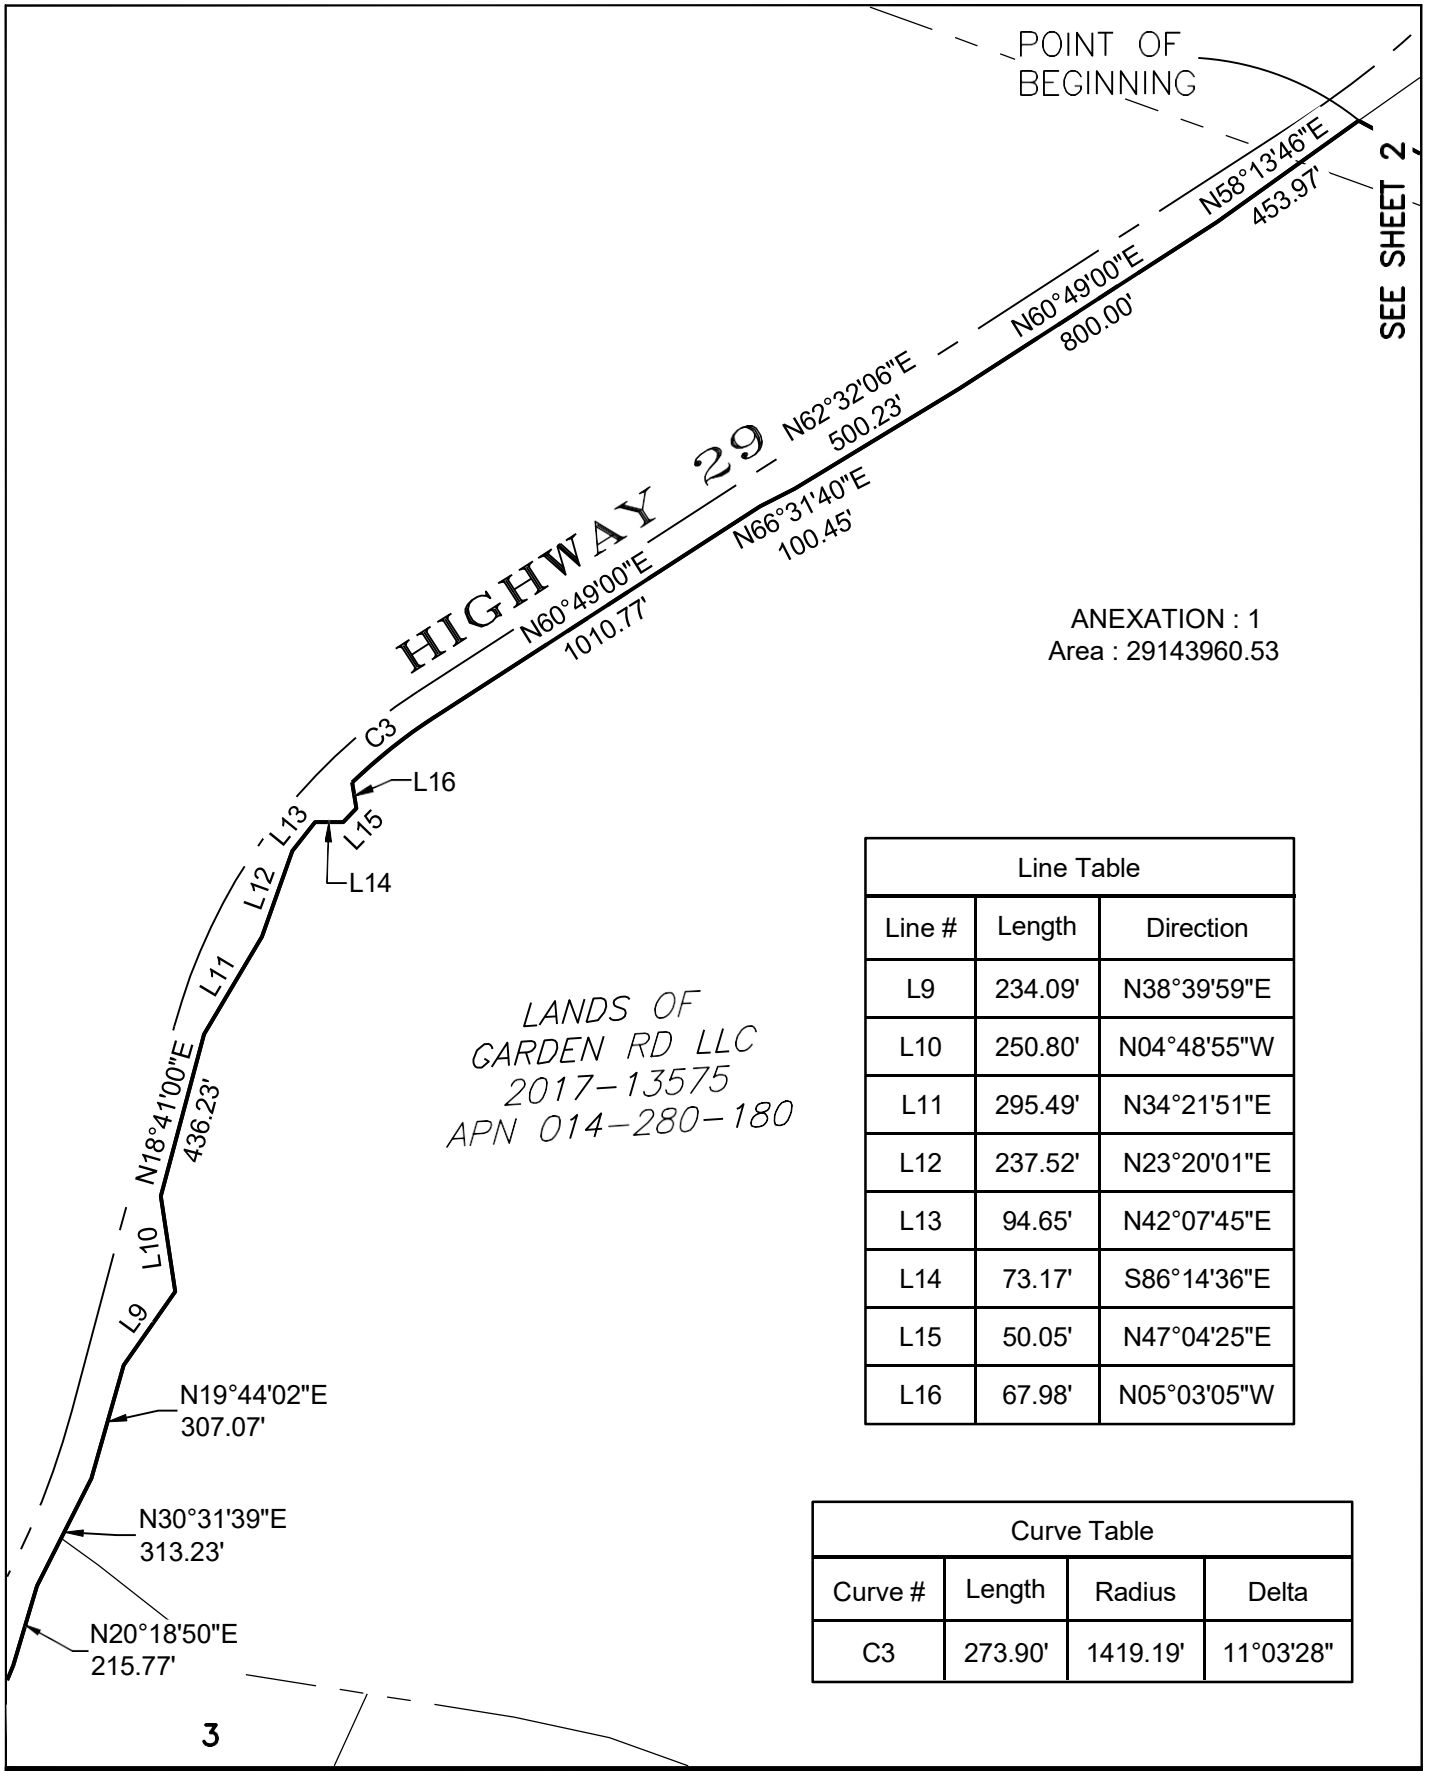 POINT OF
BEGINNING
SEE SHEET 2
N58°13'46"E
453.97'
N60°49'00"E
800.00'
N62°32'06"E
500.23'
HIGHWAY 29
N66°31'40"E
100.45'
N60°49'00"E
1010.77'
ANEXATION : 1
Area : 29143960.53
C3
L16
L15
L13
L14
L12
L11
LANDS OF
GARDEN RD LLC
2017-13575
APN 014-280-180
N18°41'00"E
436.23'
L10
L9
N19°44'02"E
307.07'
N30°31'39"E
313.23'
N20°18'50"E
215.77'
3
Line Table
Line # Length Direction
L9 234.09' N38°39'59"E
L10 250.80' N04°48'55"W
L11 295.49' N34°21'51"E
L12 237.52' N23°20'01"E
L13 94.65' N42°07'45"E
L14 73.17' S86°14'36"E
L15 50.05' N47°04'25"E
L16 67.98' N05°03'05"W
Curve Table
Curve # Length Radius Delta
C3 273.90' 1419.19' 11°03'28"